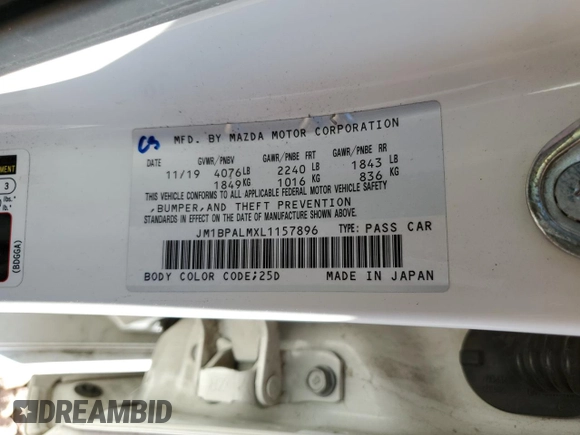 MFD. BY MAZDA MOTOR CORPORATION
DATE GVWR/PNBV GAWR/PNBE FRT GAWR/PNBE RR
11/19 4076LB 2240 LB 1843 LB
1849KG 1016 KG 836 KG
THIS VEHICLE CONFORMS TO ALL APPLICABLE FEDERAL MOTOR VEHICLE SAFETY
,BUMPER,AND THEFT PREVENTION
STANDARDS IN EFFECT ON THE DATE OF MANUFACTURE SHOWN ABOVE.
JM1BPALMXL1157896 TYPE: PASS CAR
BODY COLOR CODE;25D MADE IN JAPAN
3
(BDGGA)
DREAMBID